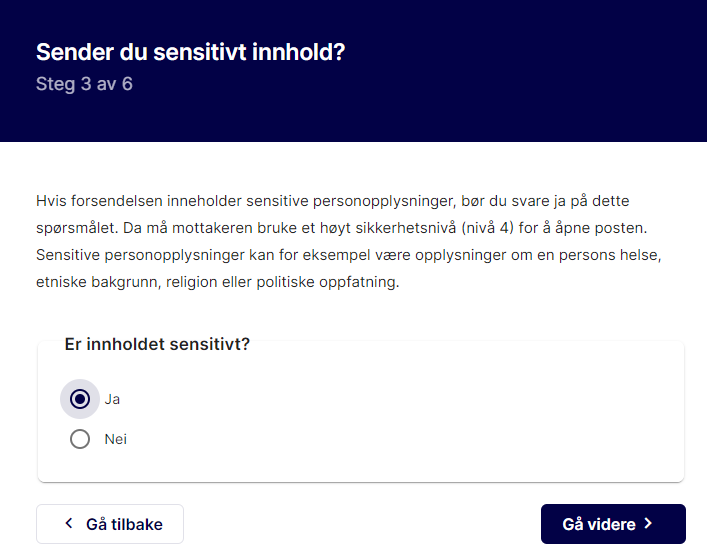 Sender du sensitivt innhold?
Steg 3 av 6
Hvis forsendelsen inneholder sensitive personopplysninger, bør du svare ja på dette
spørsmålet. Da må mottakeren bruke et høyt sikkerhetsnivå (nivå 4) for å åpne posten.
Sensitive personopplysninger kan for eksempel være opplysninger om en persons helse,
etniske bakgrunn, religion eller politiske oppfatning.
Er innholdet sensitivt?
Ja
Nei
Gå tilbake
Gå videre